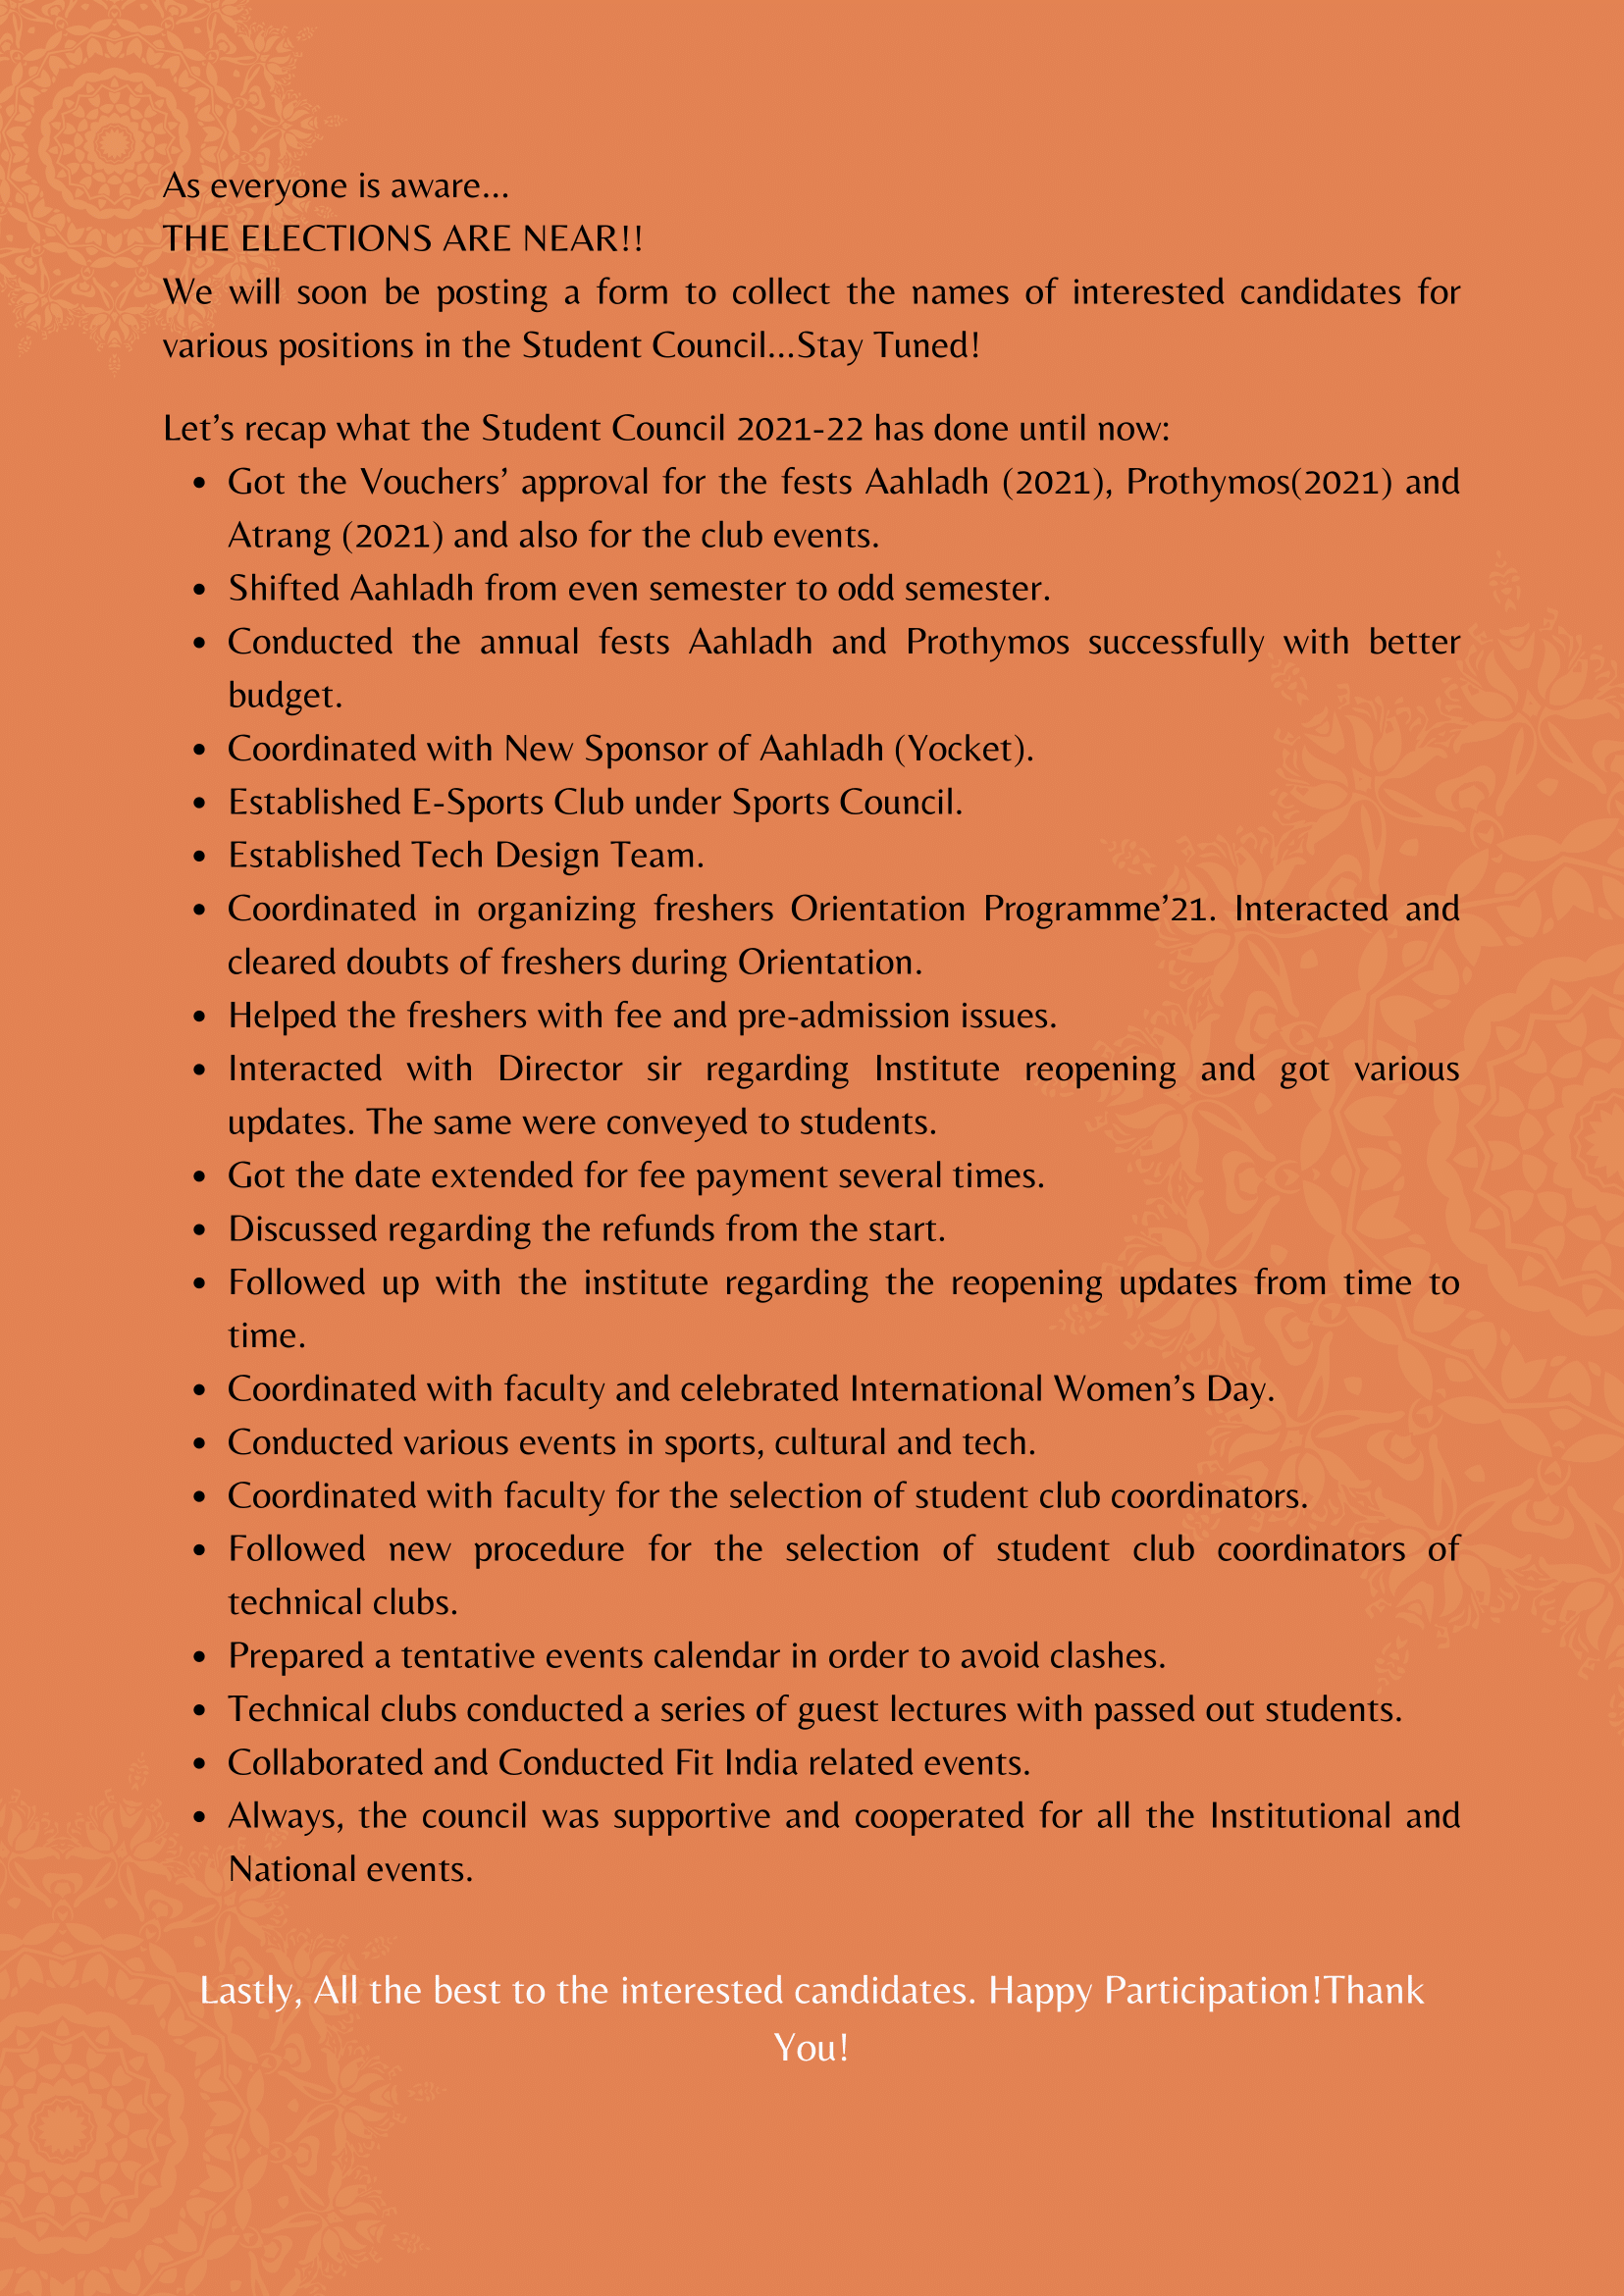 As everyone is aware...
THE ELECTIONS ARE NEAR!!
We will soon be posting a form to collect the names of interested candidates for
various positions in the Student Council...Stay Tuned!
Let's recap what the Student Council 2021-22 has done until now:
• Got the Vouchers' approval for the fests Aahladh (2021), Prothymos(2021) and
Atrang (2021) and also for the club events.
• Shifted Aahladh from even semester to odd semester.
• Conducted the annual fests Aahladh and Prothymos successfully with better
budget.
• Coordinated with New Sponsor of Aahladh (Yocket).
• Established E-Sports Club under Sports Council.
• Established Tech Design Team.
• Coordinated in organizing freshers Orientation Programme'21. Interacted and
cleared doubts of freshers during Orientation.
• Helped the freshers with fee and pre-admission issues.
• Interacted with Director sir regarding Institute reopening and got various
updates. The same were conveyed to students.
• Got the date extended for fee payment several times.
• Discussed regarding the refunds from the start.
• Followed up with the institute regarding the reopening updates from time to
time.
• Coordinated with faculty and celebrated International Women's Day.
• Conducted various events in sports, cultural and tech.
• Coordinated with faculty for the selection of student club coordinators.
• Followed new procedure for the selection of student club coordinators of
technical clubs.
• Prepared a tentative events calendar in order to avoid clashes.
• Technical clubs conducted a series of guest lectures with passed out students.
• Collaborated and Conducted Fit India related events.
• Always, the council was supportive and cooperated for all the Institutional and
National events.
Lastly, All the best to the interested candidates. Happy Participation!Thank
You!